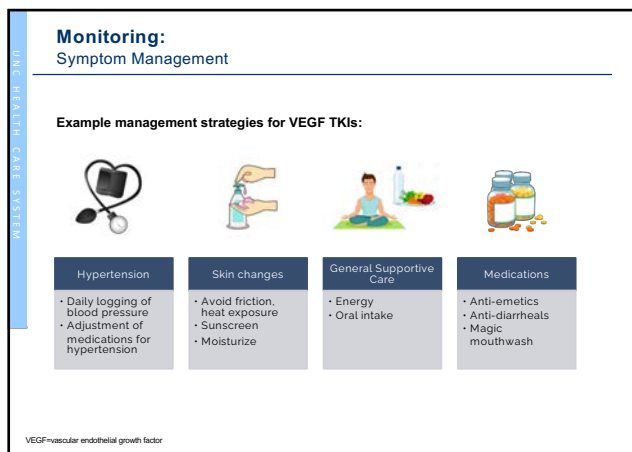 UNC HEALTH CARE SYSTEM
Monitoring:
Symptom Management
Example management strategies for VEGF TKIs:
Hypertension
• Daily logging of
blood pressure
• Adjustment of
medications for
hypertension
Skin changes
• Avoid friction,
heat exposure
• Sunscreen
• Moisturize
General Supportive
Care
• Energy
• Oral intake
Medications
• Anti-emetics
• Anti-diarrheals
• Magic
mouthwash
VEGF=vascular endothelial growth factor